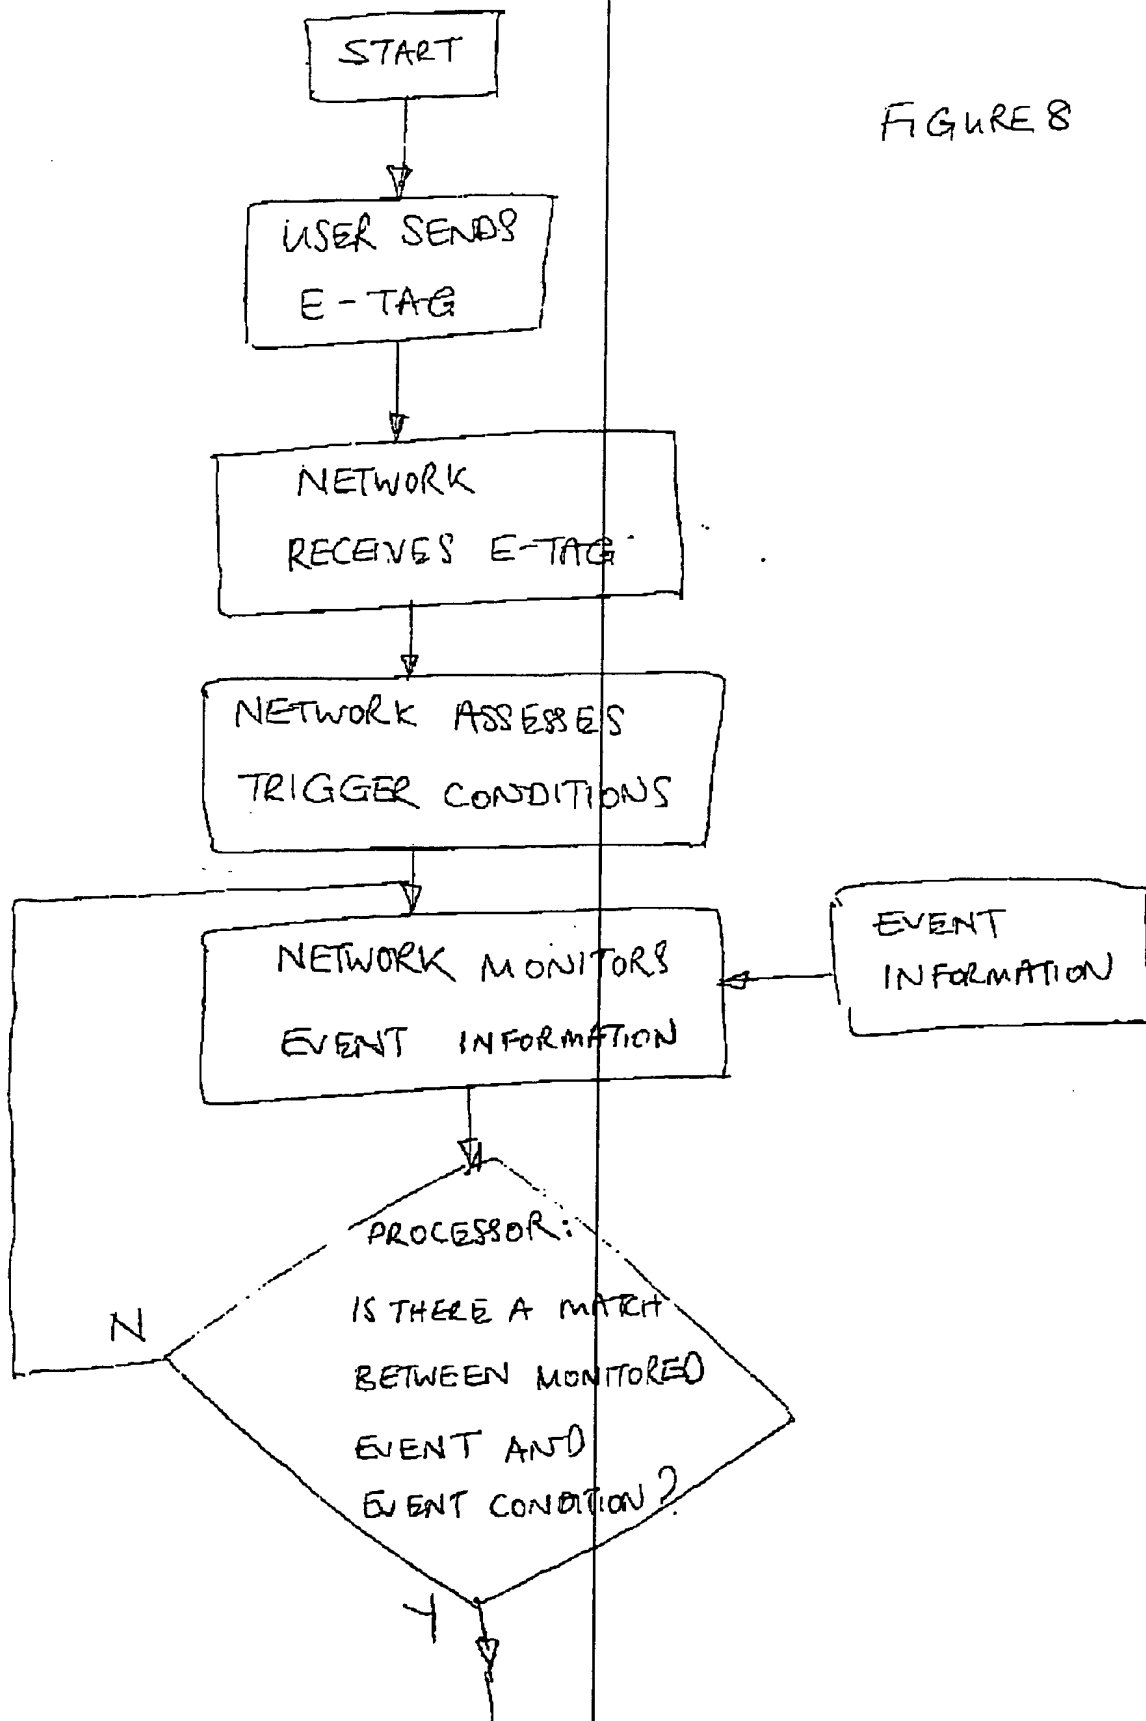 START
FIGURE 8
USER SENDS
E-TAG
NETWORK
RECEIVES E-TAG
NETWORK ASSESSES
TRIGGER CONDITIONS
NETWORK MONITORS
EVENT INFORMATION
EVENT
INFORMATION
PROCESSOR:
IS THERE A MATCH
BETWEEN MONITORED
EVENT AND
EVENT CONDITION?
N
Y